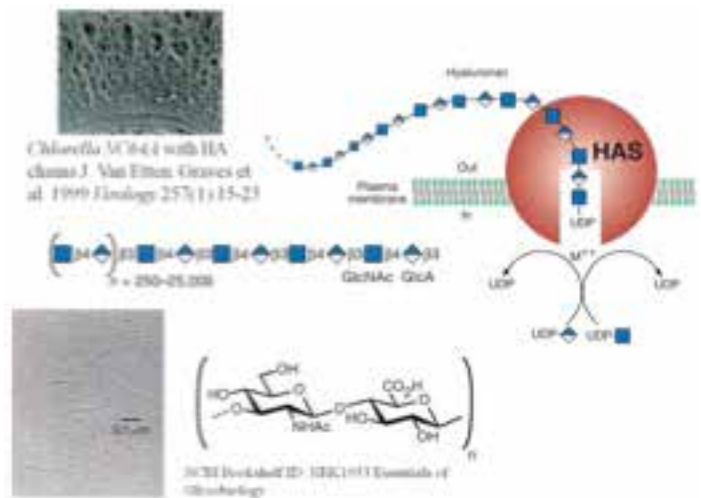 Hyaluronan
Chlorella NC64A with HA
chains J. Van Etten: Graves et
al. 1999 Virology 257(1):15-23
HAS
Out
Plasma
membrane
In
UDP
M++
UDP
UDP
UDP UDP
β4 β3 β4 β3 β4 β3 β4 β3 β4 β3
n = 250–25,000
GlcNAc GlcA
OH
HO
O
O
NHAc
O
CO2H
O
HO
OH
n
NCBI Bookshelf ID: NBK1953 Essentials of
Glycobiology